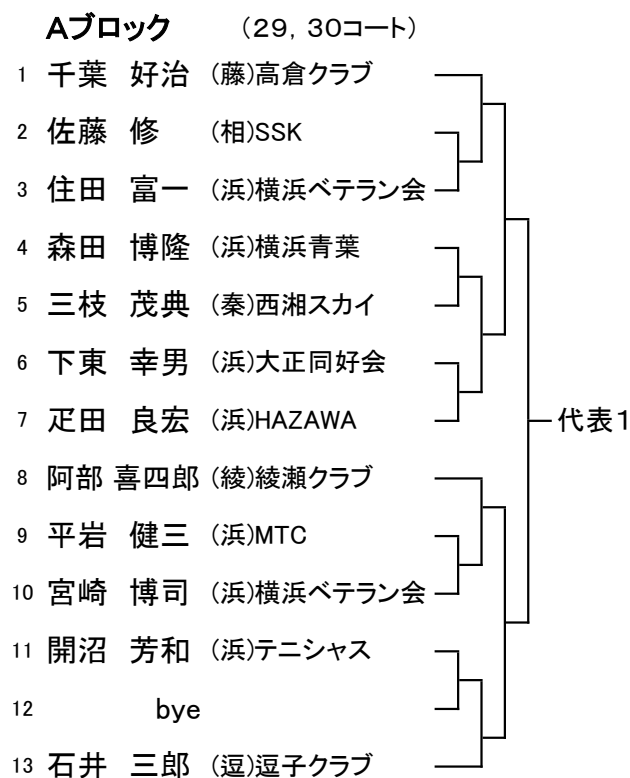 Aブロック (29, 30コート)
1 千葉 好治 (藤)高倉クラブ
2 佐藤 修 (相)SSK
3 住田 富一 (浜)横浜ベテラン会
4 森田 博隆 (浜)横浜青葉
5 三枝 茂典 (秦)西湘スカイ
6 下東 幸男 (浜)大正同好会
7 疋田 良宏 (浜)HAZAWA
代表1
8 阿部 喜四郎 (綾)綾瀬クラブ
9 平岩 健三 (浜)MTC
10 宮崎 博司 (浜)横浜ベテラン会
11 開沼 芳和 (浜)テニシャス
12 bye
13 石井 三郎 (逗)逗子クラブ